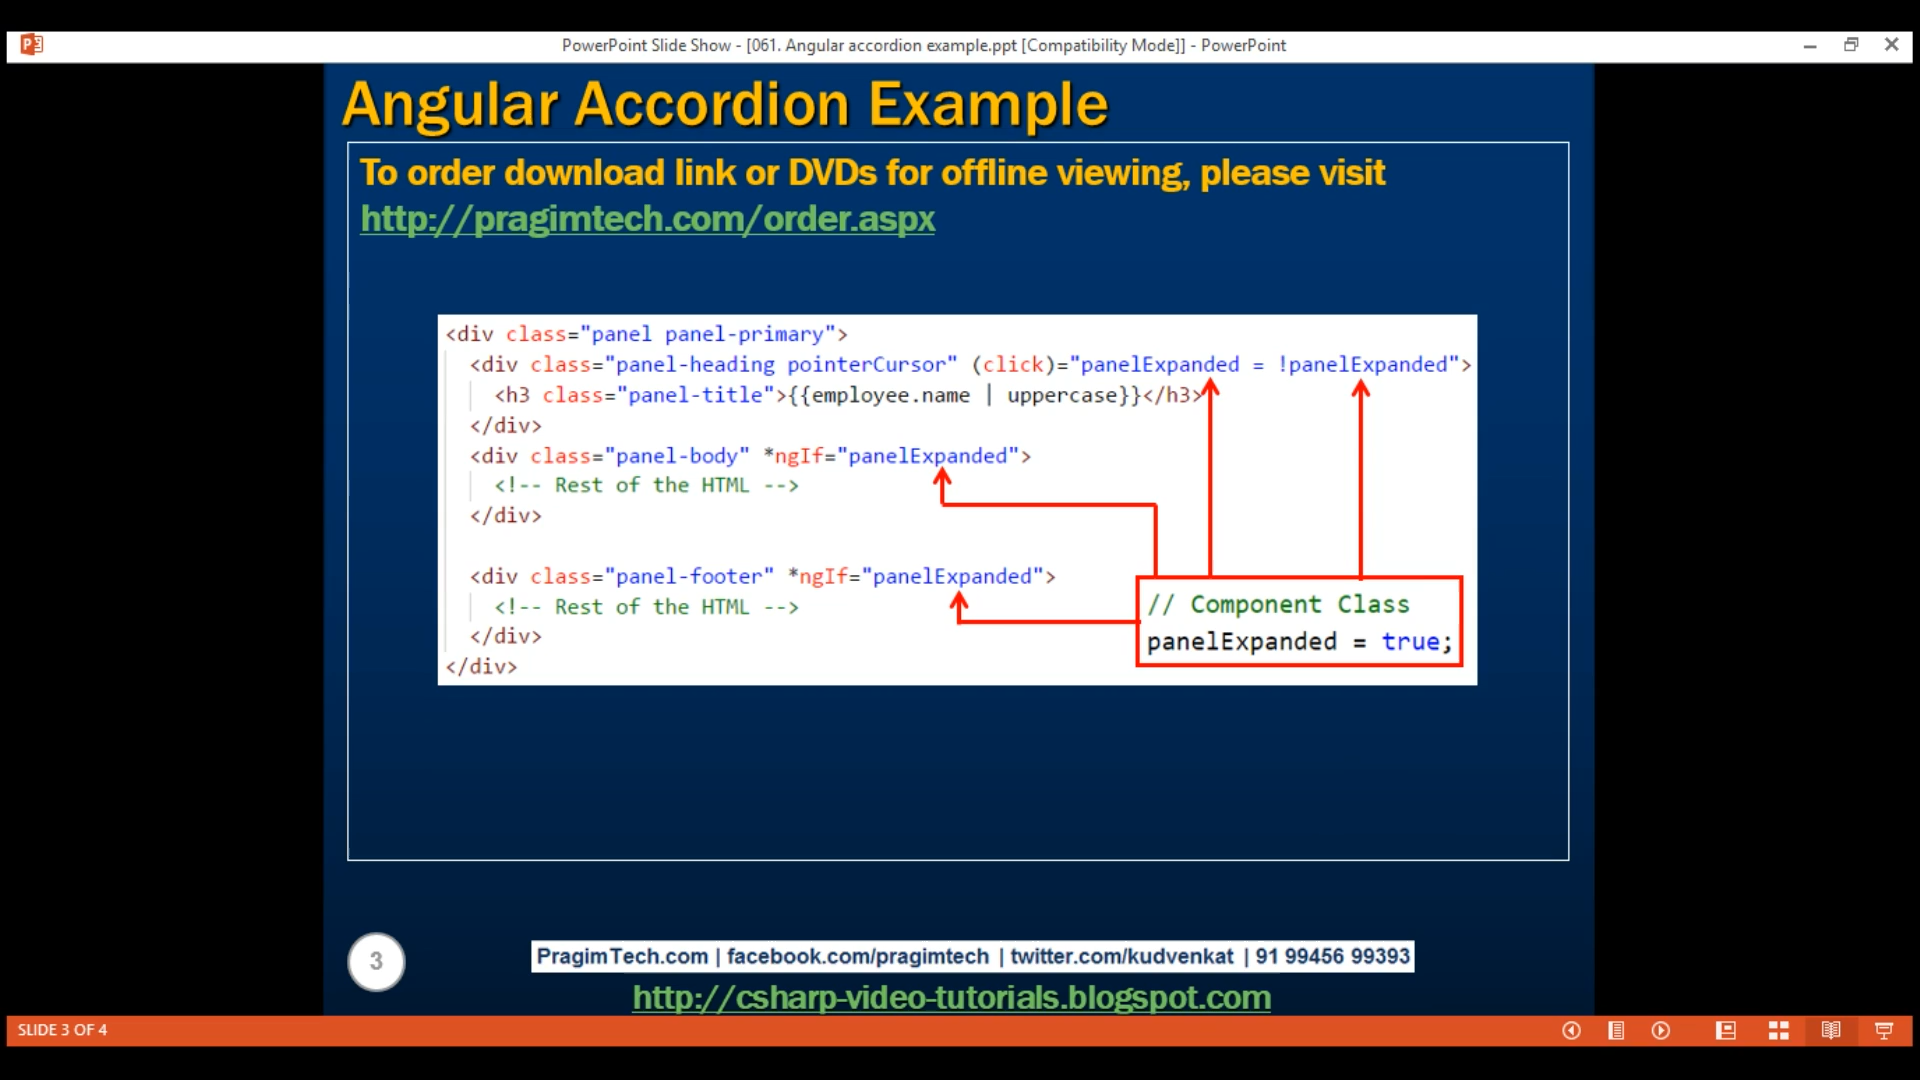 PowerPoint Slide Show - [061. Angular accordion example.ppt [Compatibility Mode]] - PowerPoint
Angular Accordion Example
To order download link or DVDs for offline viewing, please visit
http://pragimtech.com/order.aspx
<div class="panel panel-primary">
<div class="panel-heading pointerCursor" (click)="panelExpanded = !panelExpanded">
<h3 class="panel-title">{{employee.name | uppercase}}</h3>
</div>
<div class="panel-body" *ngIf="panelExpanded">
<!-- Rest of the HTML -->
</div>
<div class="panel-footer" *ngIf="panelExpanded">
<!-- Rest of the HTML -->
</div>
</div>
// Component Class
panelExpanded = true;
3
PragimTech.com | facebook.com/pragimtech | twitter.com/kudvenkat | 91 99456 99393
http://csharp-video-tutorials.blogspot.com
SLIDE 3 OF 4